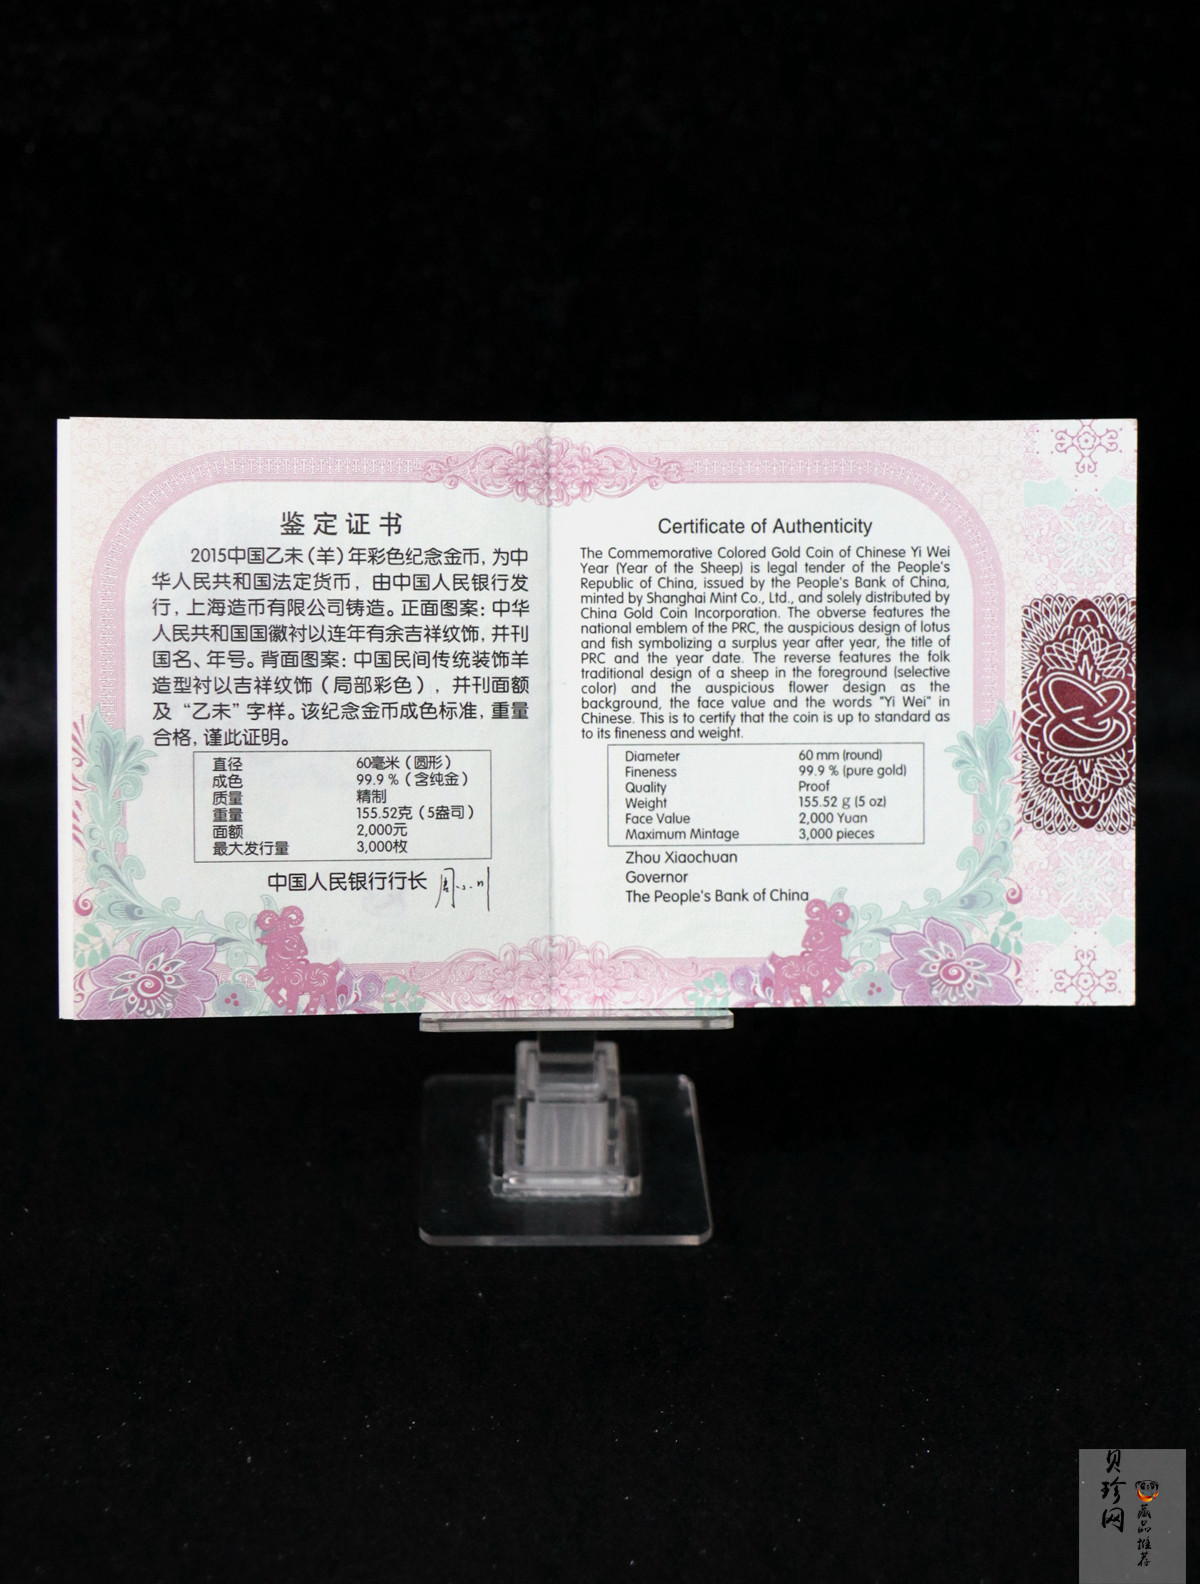 鉴定证书
2015中国乙未（羊）年彩色纪念金币，为中
华人民共和国法定货币，由中国人民银行发
行，上海造币有限公司铸造。正面图案：中华
人民共和国国徽衬以连年有余吉祥纹饰，并刊
国名、年号。背面图案：中国民间传统装饰羊
造型衬以吉祥纹饰（局部彩色），并刊面额
及“乙未”字样。该纪念金币成色标准，重量
合格，谨此证明。
直径 60毫米（圆形）
成色 99.9％（含纯金）
质量 精制
重量 155.52克（5盎司）
面额 2,000元
最大发行量 3,000枚
中国人民银行行长
Certificate of Authenticity
The Commemorative Colored Gold Coin of Chinese Yi Wei
Year (Year of the Sheep) is legal tender of the People's
Republic of China, issued by the People's Bank of China,
minted by Shanghai Mint Co., Ltd., and solely distributed by
China Gold Coin Incorporation. The obverse features the
national emblem of the PRC, the auspicious design of lotus
and fish symbolizing a surplus year after year, the title of
PRC and the year date. The reverse features the folk
traditional design of a sheep in the foreground (selective
color) and the auspicious flower design as the
background, the face value and the words "Yi Wei" in
Chinese. This is to certify that the coin is up to standard as
to its fineness and weight.
Diameter 60 mm (round)
Fineness 99.9 % (pure gold)
Quality Proof
Weight 155.52 g (5 oz)
Face Value 2,000 Yuan
Maximum Mintage 3,000 pieces
Zhou Xiaochuan
Governor
The People's Bank of China
贝珍网
藏品推荐